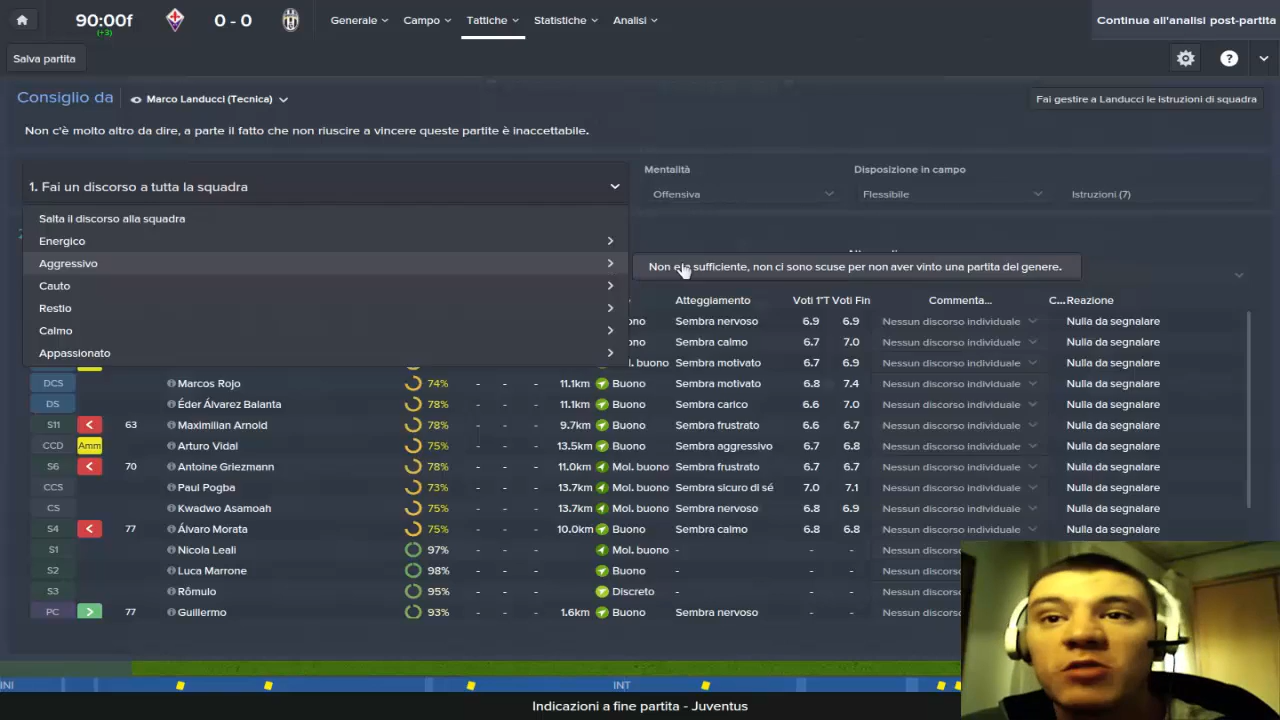 90:00f
(+3)
0 - 0
Generale
Campo
Tattiche
Statistiche
Analisi
Continua all'analisi post-partita
Salva partita
?
Consiglio da
Marco Landucci (Tecnica)
Fai gestire a Landucci le istruzioni di squadra
Non c'è molto altro da dire, a parte il fatto che non riuscire a vincere queste partite è inaccettabile.
1. Fai un discorso a tutta la squadra
Mentalità
Disposizione in campo
Offensiva
Flessibile
Istruzioni (7)
Salta il discorso alla squadra
Energico
Aggressivo
Cauto
Restio
Calmo
Appassionato
sufficiente, non ci sono scuse per non aver vinto una partita del genere.
Atteggiamento Voti 1°T Voti Fin Commenta... C... Reazione
Sembra nervoso 6.9 6.9 Nessun discorso individuale Nulla da segnalare
Sembra calmo 6.7 7.0 Nessun discorso individuale Nulla da segnalare
buono Sembra motivato 6.7 6.9 Nessun discorso individuale Nulla da segnalare
DCS Marcos Rojo 74% - - - 11.1km Buono Sembra motivato 6.8 7.4 Nessun discorso individuale Nulla da segnalare
DS Éder Álvarez Balanta 78% - - - 11.1km Buono Sembra carico 6.6 7.0 Nessun discorso individuale Nulla da segnalare
S11 < 63 Maximilian Arnold 78% - - - 9.7km Buono Sembra frustrato 6.6 6.7 Nessun discorso individuale Nulla da segnalare
CCD Amm Arturo Vidal 75% - - - 13.5km Buono Sembra aggressivo 6.7 6.8 Nessun discorso individuale Nulla da segnalare
S6 < 70 Antoine Griezmann 78% - - - 11.0km Mol. buono Sembra frustrato 6.7 6.7 Nessun discorso individuale Nulla da segnalare
CCS Paul Pogba 73% - - - 13.7km Mol. buono Sembra sicuro di sé 7.0 7.1 Nessun discorso individuale Nulla da segnalare
CS Kwadwo Asamoah 75% - - - 13.7km Mol. buono Sembra nervoso 6.8 6.9 Nessun discorso individuale Nulla da segnalare
S4 < 77 Álvaro Morata 75% - - - 10.0km Buono Sembra calmo 6.8 6.8 Nessun discorso individuale Nulla da segnalare
S1 Nicola Leali 97% - - - Mol. buono - - - Nessun discorso individuale Nulla da segnalare
S2 Luca Marrone 98% - - - Buono - - - Nessun discorso
S3 Rômulo 95% - - - Discreto - - - Nessun discorso
PC > 77 Guillermo 93% - - - 1.6km Buono Sembra nervoso - - Nessun discorso
INI
INT
Indicazioni a fine partita - Juventus